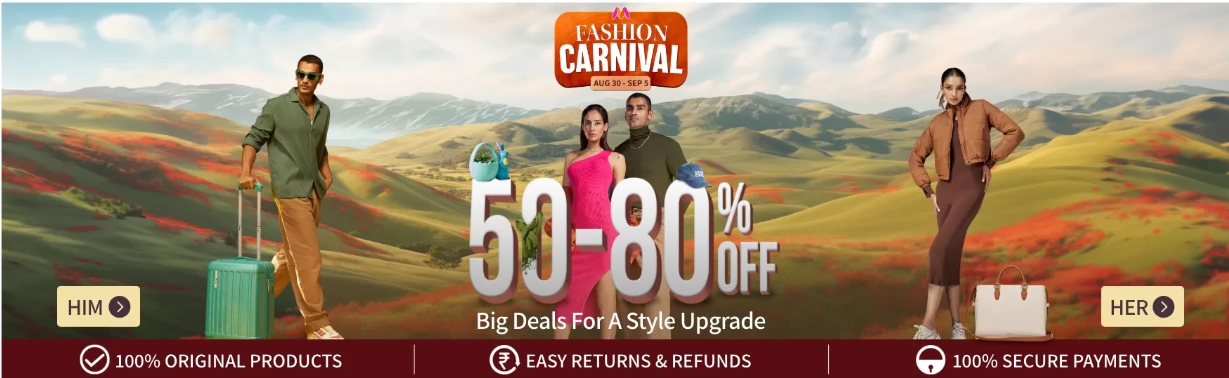 FASHION
CARNIVAL
AUG 30 - SEP 5
50-80% OFF
Big Deals For A Style Upgrade
HIM
HER
100% ORIGINAL PRODUCTS
EASY RETURNS & REFUNDS
100% SECURE PAYMENTS